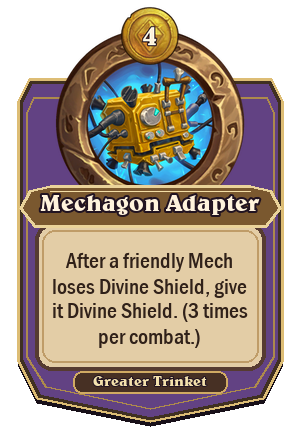 4
Mechagon Adapter
After a friendly Mech
loses Divine Shield, give
it Divine Shield. (3 times
per combat.)
Greater Trinket